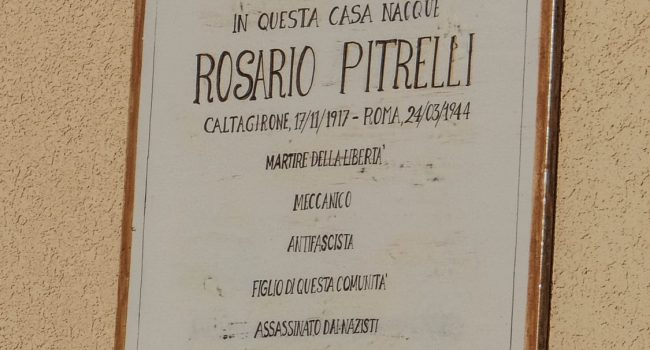 IN QUESTA CASA NACQUE
ROSARIO PITRELLI
CALTAGIRONE, 17/11/1917 - ROMA, 24/03/1944
MARTIRE DELLA LIBERTA'
MECCANICO
ANTIFASCISTA
FIGLIO DI QUESTA COMUNITA'
ASSASSINATO DAI NAZISTI